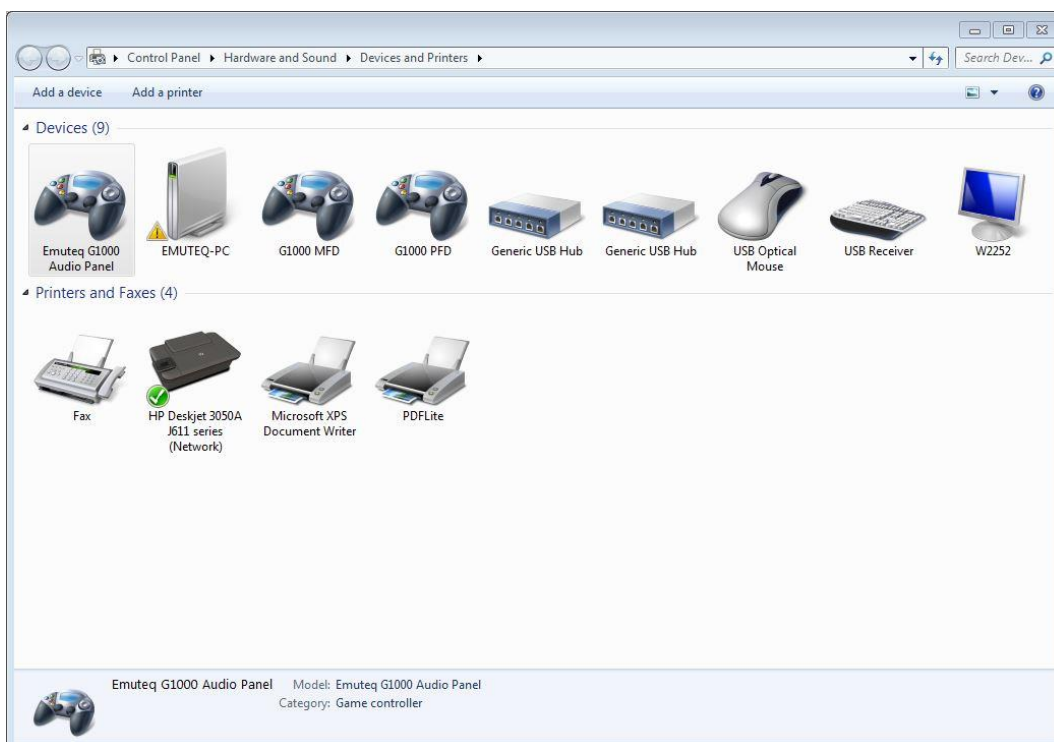 Control Panel Hardware and Sound Devices and Printers
Search Dev...
Add a device Add a printer
Devices (9)
Emuteq G1000
Audio Panel
EMUTEQ-PC
G1000 MFD
G1000 PFD
Generic USB Hub
Generic USB Hub
USB Optical
Mouse
USB Receiver
W2252
Printers and Faxes (4)
Fax
HP Deskjet 3050A
J611 series
(Network)
Microsoft XPS
Document Writer
PDFLite
Emuteq G1000 Audio Panel Model: Emuteq G1000 Audio Panel
Category: Game controller